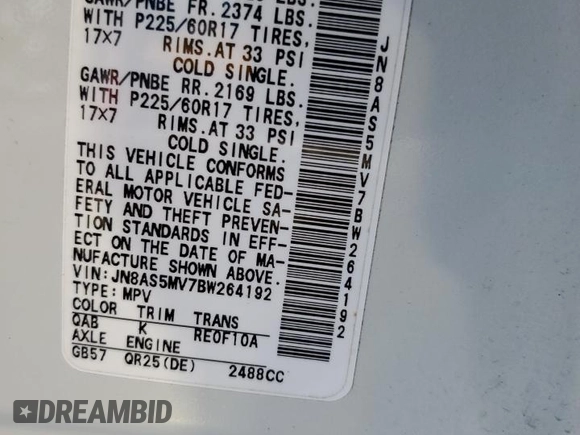 GAWR/PNBE FR. 2374 LBS.
WITH P225/60R17 TIRES,
17X7 RIMS.AT 33 PSI
COLD SINGLE.
GAWR/PNBE RR. 2169 LBS.
WITH P225/60R17 TIRES,
17X7 RIMS.AT 33 PSI
COLD SINGLE.
THIS VEHICLE CONFORMS
TO ALL APPLICABLE FED-
ERAL MOTOR VEHICLE SA-
FETY AND THEFT PREVEN-
TION STANDARDS IN EFF-
ECT ON THE DATE OF MA-
NUFACTURE SHOWN ABOVE.
VIN: JN8AS5MV7BW264192
TYPE: MPV
COLOR TRIM TRANS
QAB K RE0F10A
AXLE ENGINE
GB57 QR25(DE) 2488CC
JN8AS5MV7BW264192
DREAMBID